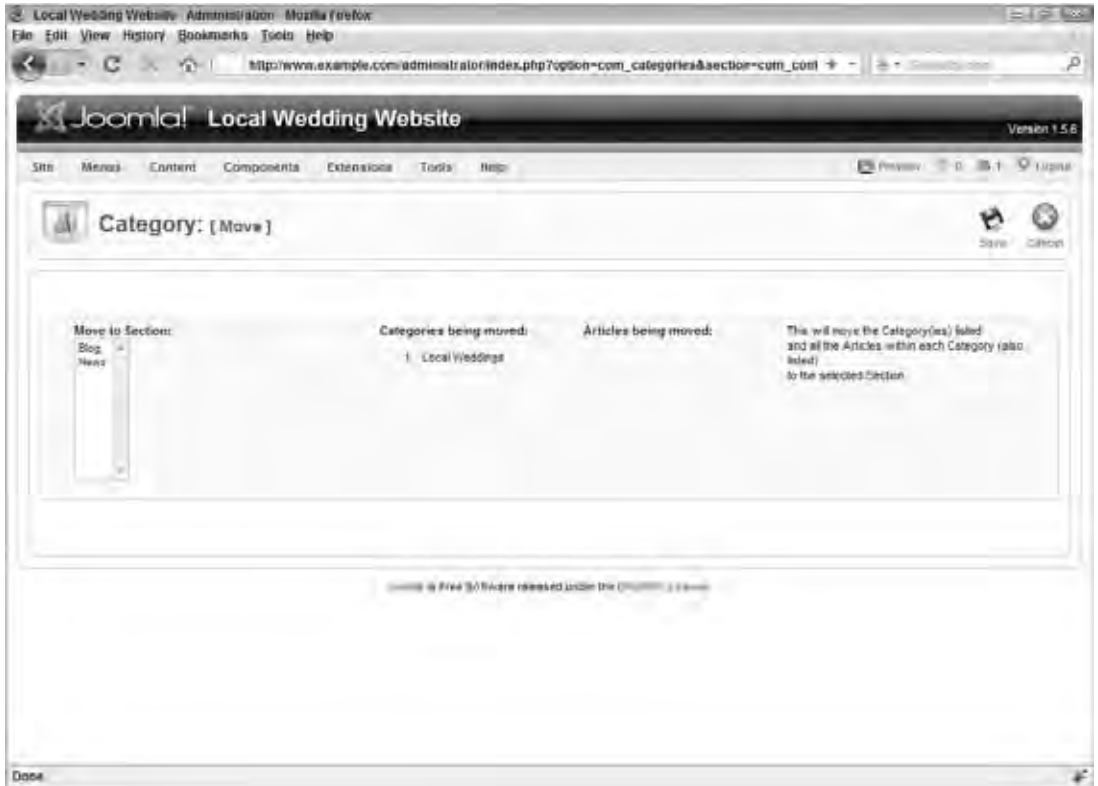 Local Wedding Website - Administration - Mozilla Firefox
File Edit View History Bookmarks Tools Help
http://www.example.com/administrator/index.php?option=com_categories&section=com_cont
Joomla! Local Wedding Website
Version 1.5.6
Site Menus Content Components Extensions Tools Help
Preview 0 1 Logout
Category: [ Move ]
Save Cancel
Move to Section:
Blog
News
Categories being moved:
1. Local Weddings
Articles being moved:
This will move the Category(ies) listed
and all the Articles within each Category (also
listed)
to the selected Section.
is Free Software released under the
Done